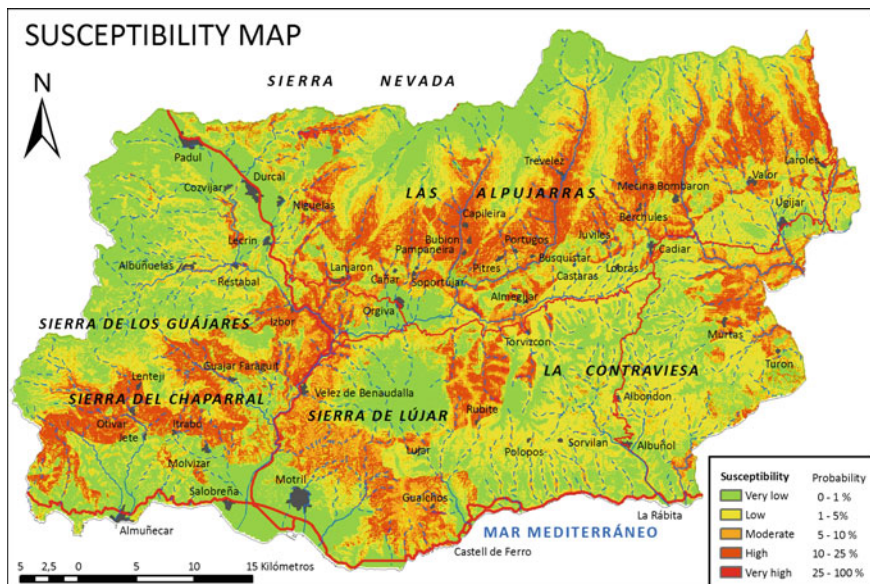 SUSCEPTIBILITY MAP
N
SIERRA NEVADA
Padul
Durcal
Cozvijar
Niguelas
LAS ALPUJARRAS
Trevelez
Laroles
Valor
Mecina Bombaron
Berchules
Ugijar
Capileira
Bubion
Pampaneira
Portugos
Juviles
Cadiar
Lecrin
Albuñuelas
Restabal
Lanjaron
Cañar
Soportujar
Pitres
Busquistar
Castaras
Lobras
Orgiva
Almegijar
SIERRA DE LOS GUÁJARES
Izbor
Torvizcon
Murtas
Turon
Lenteji
Guajar Faraguit
LA CONTRAVIESA
SIERRA DEL CHAPARRAL
Velez de Benaudalla
SIERRA DE LÚJAR
Rubite
Albondon
Otivar
Jete
Itrabo
Lujar
Polopos
Sorvilan
Albuñol
Molvizar
Salobreña
Motril
Gualchos
La Rábita
Almuñecar
MAR MEDITERRÁNEO
Castell de Ferro
5 2,5 0 5 10 15 Kilómetros
Susceptibility Probability
Very low 0 - 1 %
Low 1 - 5%
Moderate 5 - 10 %
High 10 - 25 %
Very high 25 - 100 %